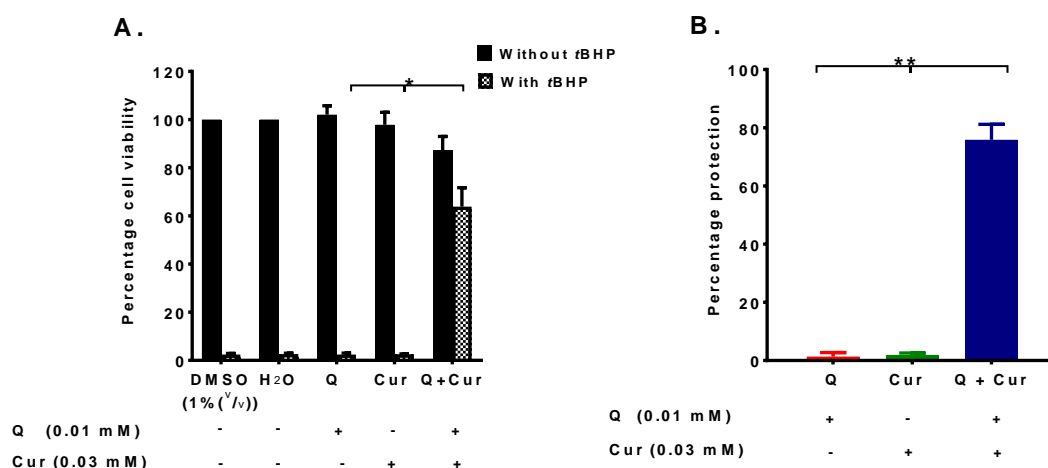 A.
Without tBHP
With tBHP
*
120
100
80
60
40
20
0
Percentage cell viability
DMSO H2O Q Cur Q+Cur
(1%(v/v))
Q (0.01 mM) - - + - +
Cur (0.03 mM) - - - + +
B.
**
100
80
60
40
20
0
Percentage protection
Q Cur Q + Cur
Q (0.01 mM) + - +
Cur (0.03 mM) - + +